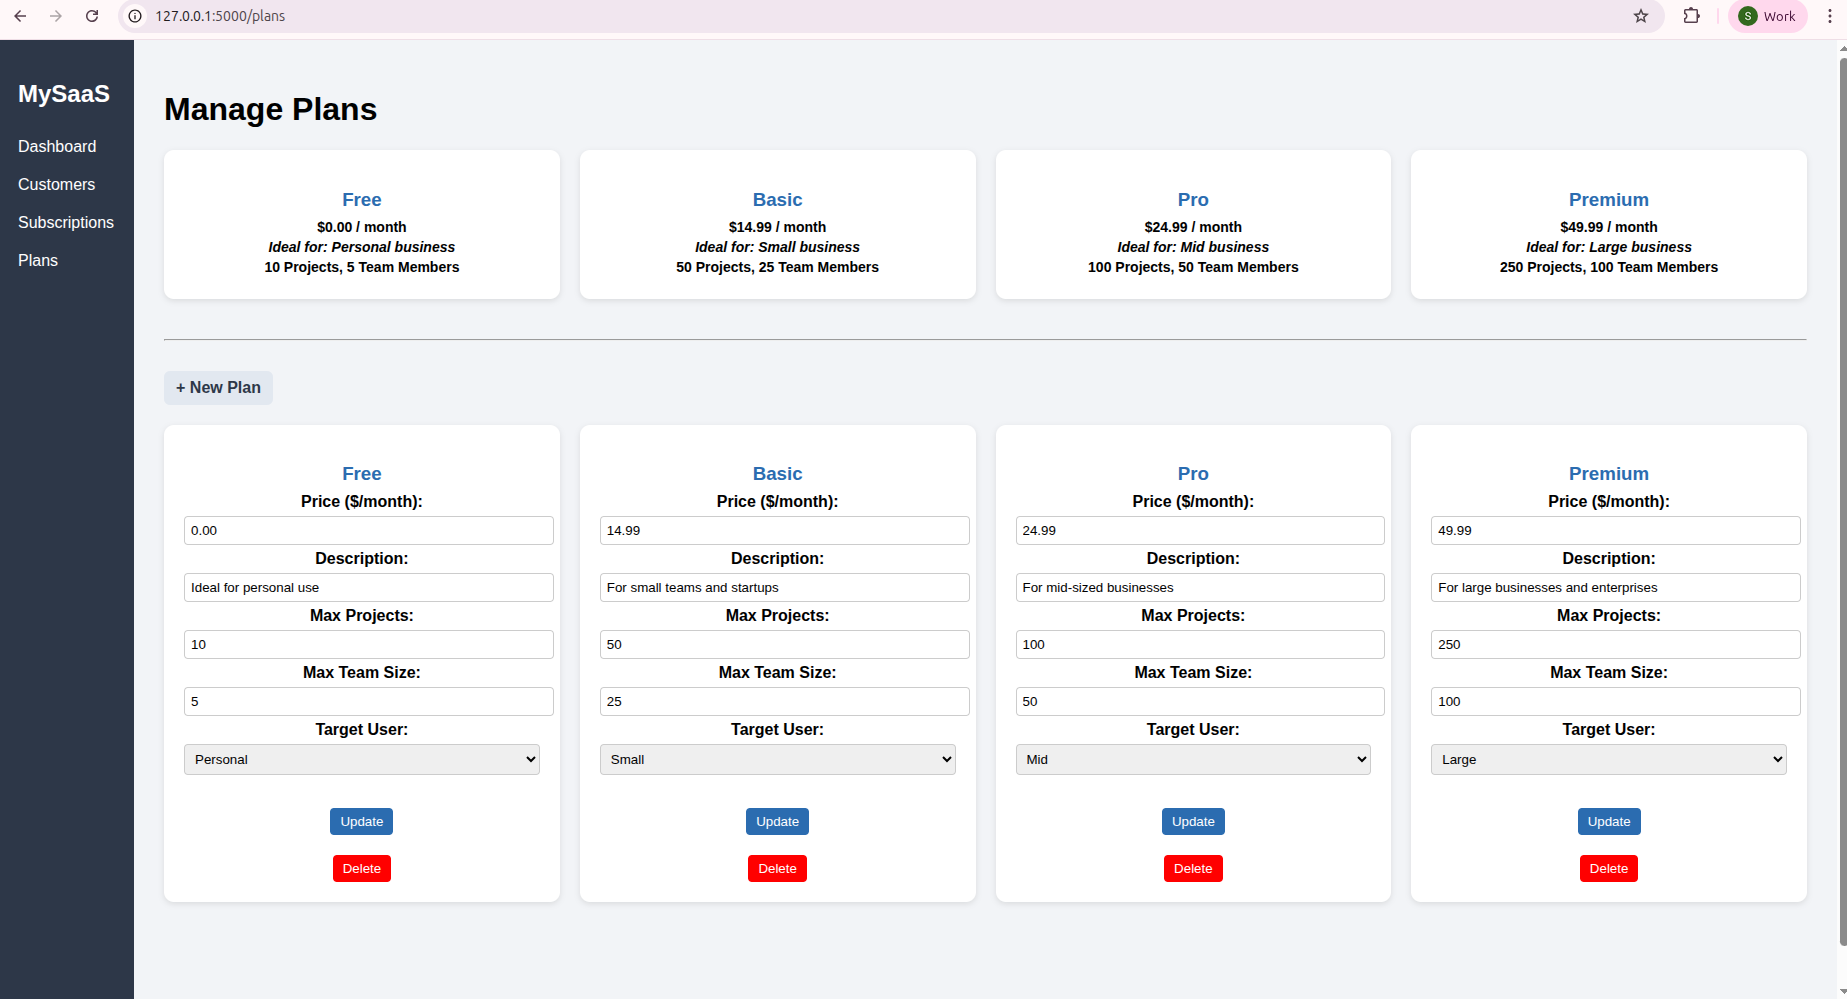 127.0.0.1:5000/plans
S Work
MySaaS
Dashboard
Customers
Subscriptions
Plans
Manage Plans
Free
$0.00 / month
Ideal for: Personal business
10 Projects, 5 Team Members
Basic
$14.99 / month
Ideal for: Small business
50 Projects, 25 Team Members
Pro
$24.99 / month
Ideal for: Mid business
100 Projects, 50 Team Members
Premium
$49.99 / month
Ideal for: Large business
250 Projects, 100 Team Members
+ New Plan
Free
Price ($/month):
0.00
Description:
Ideal for personal use
Max Projects:
10
Max Team Size:
5
Target User:
Personal
Update
Delete
Basic
Price ($/month):
14.99
Description:
For small teams and startups
Max Projects:
50
Max Team Size:
25
Target User:
Small
Update
Delete
Pro
Price ($/month):
24.99
Description:
For mid-sized businesses
Max Projects:
100
Max Team Size:
50
Target User:
Mid
Update
Delete
Premium
Price ($/month):
49.99
Description:
For large businesses and enterprises
Max Projects:
250
Max Team Size:
100
Target User:
Large
Update
Delete